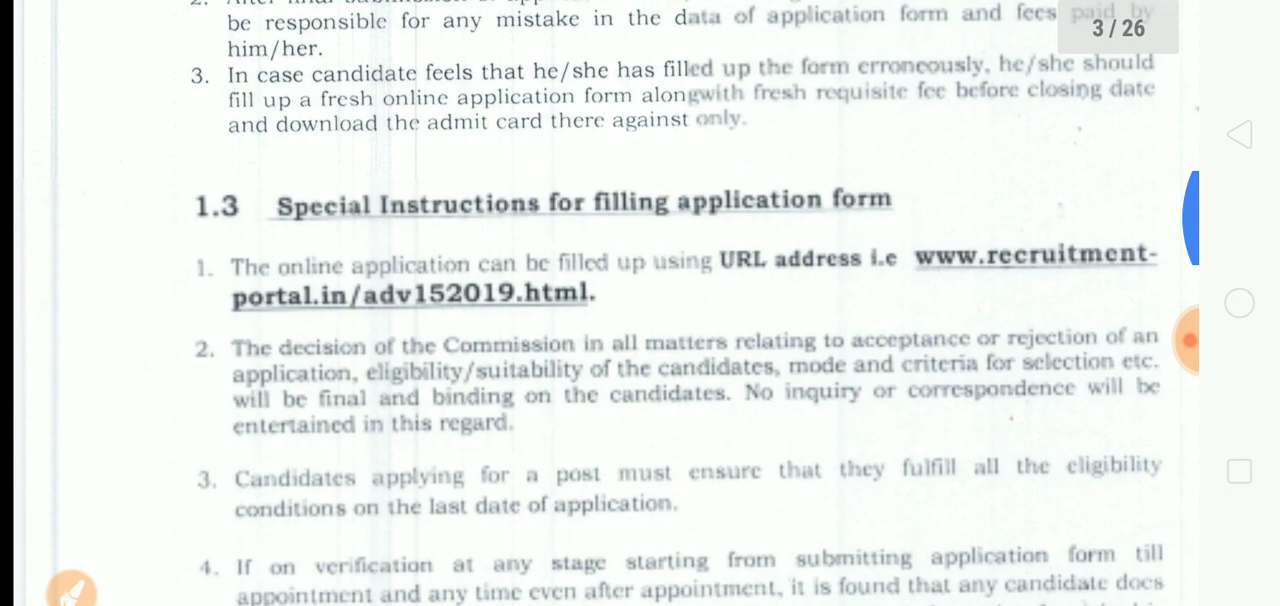 be responsible for any mistake in the data of application form and fees paid by
3/26
him/her.
3. In case candidate feels that he/she has filled up the form erroneously, he/she should
fill up a fresh online application form alongwith fresh requisite fee before closing date
and download the admit card there against only.
1.3 Special Instructions for filling application form
1. The online application can be filled up using URL address i.e www.recruitment-
portal.in/adv152019.html.
2. The decision of the Commission in all matters relating to acceptance or rejection of an
application, eligibility/suitability of the candidates, mode and criteria for selection etc.
will be final and binding on the candidates. No inquiry or correspondence will be
entertained in this regard.
3. Candidates applying for a post must ensure that they fulfill all the eligibility
conditions on the last date of application.
4. If on verification at any stage starting from submitting application form till
appointment and any time even after appointment, it is found that any candidate does